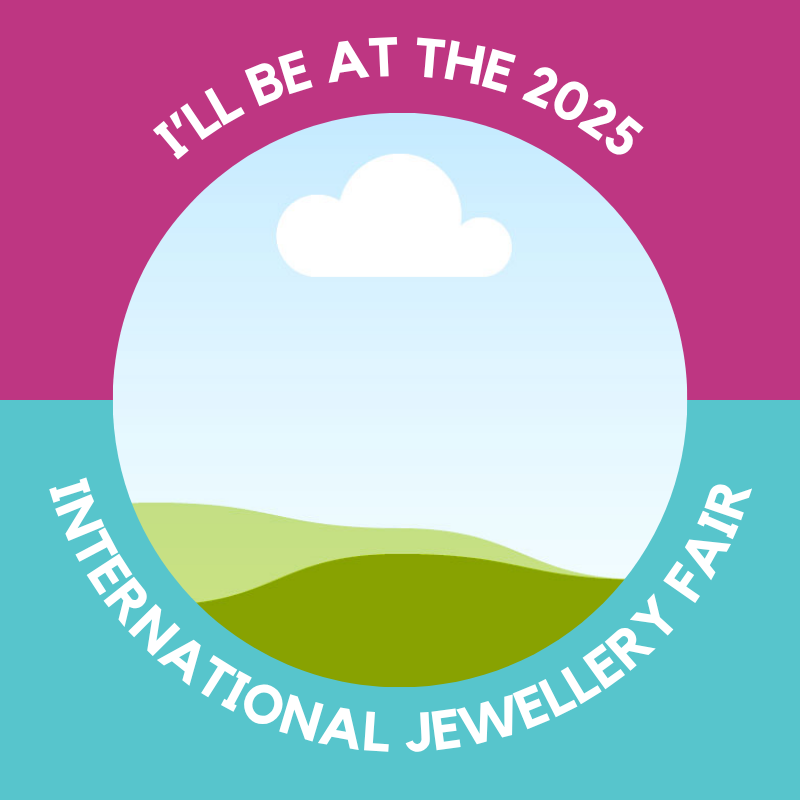 I'LL BE AT THE 2025
INTERNATIONAL JEWELLERY FAIR